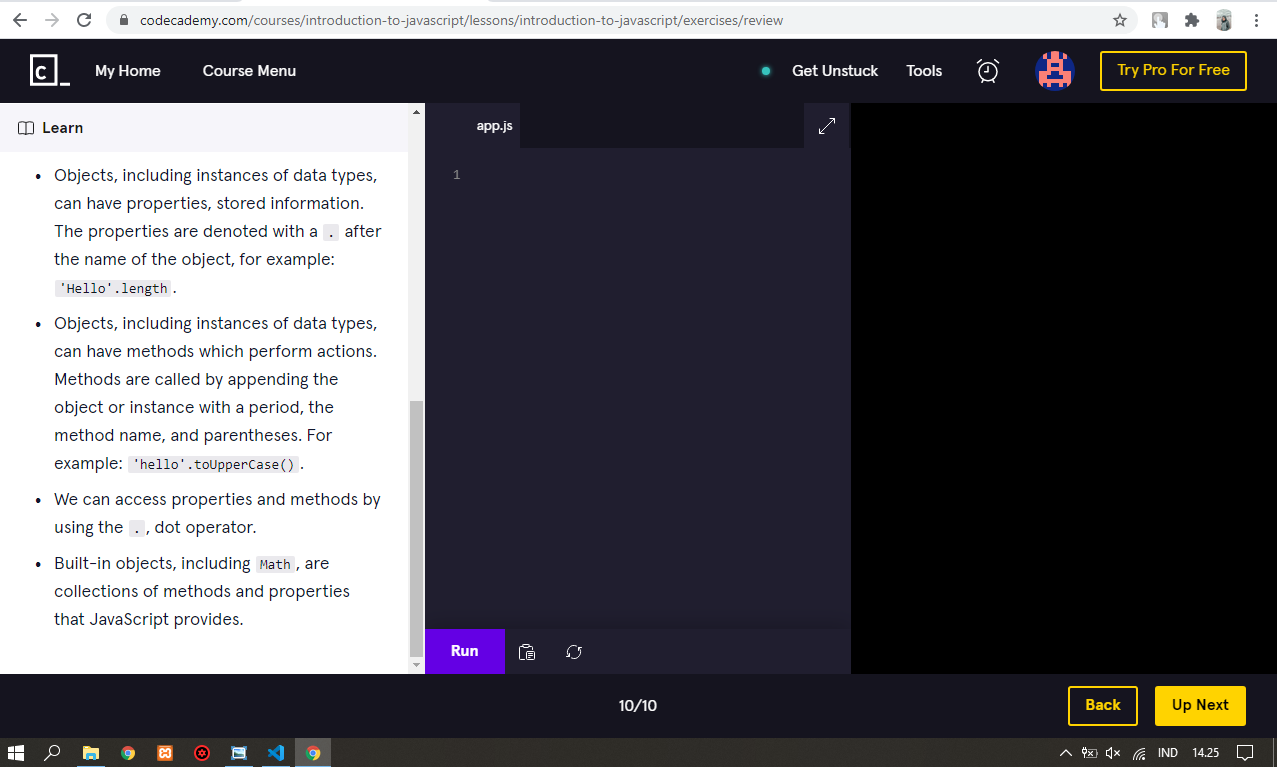 codecademy.com/courses/introduction-to-javascript/lessons/introduction-to-javascript/exercises/review
c_
My Home
Course Menu
Get Unstuck
Tools
Try Pro For Free
Learn
• Objects, including instances of data types,
can have properties, stored information.
The properties are denoted with a . after
the name of the object, for example:
'Hello'.length.
• Objects, including instances of data types,
can have methods which perform actions.
Methods are called by appending the
object or instance with a period, the
method name, and parentheses. For
example: 'hello'.toUpperCase().
• We can access properties and methods by
using the ., dot operator.
• Built-in objects, including Math, are
collections of methods and properties
that JavaScript provides.
app.js
1
Run
10/10
Back
Up Next
IND
14.25